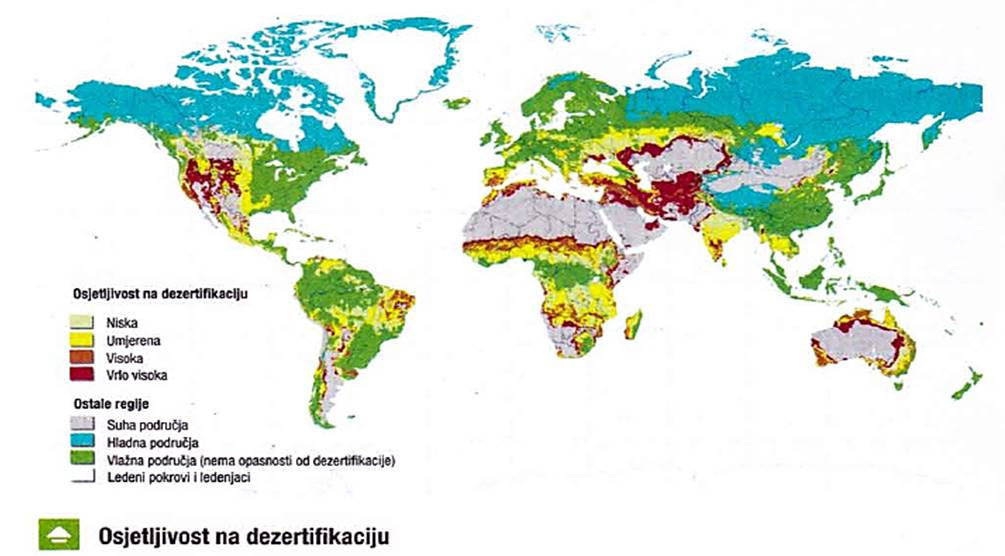 Osjetljivost na dezertifikaciju
Niska
Umjerena
Visoka
Vrlo visoka
Ostale regije
Suha područja
Hladna područja
Vlažna područja (nema opasnosti od dezertifikacije)
Ledeni pokrovi i ledenjaci
Osjetljivost na dezertifikaciju